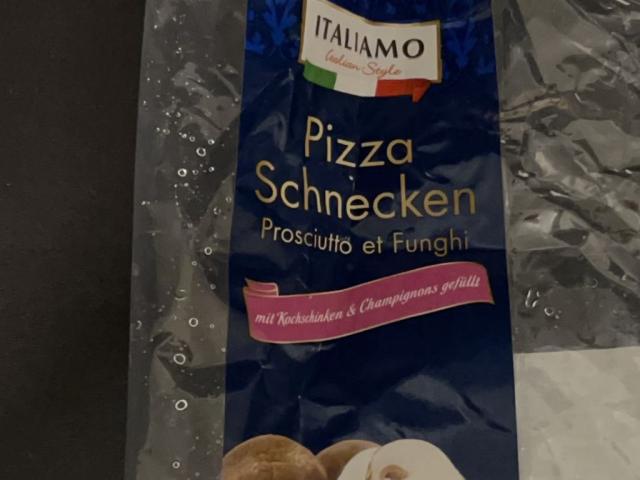 ITALIAMO
Italian Style
Pizza
Schnecken
Prosciutto et Funghi
mit Kochschinken & Champignons gefüllt